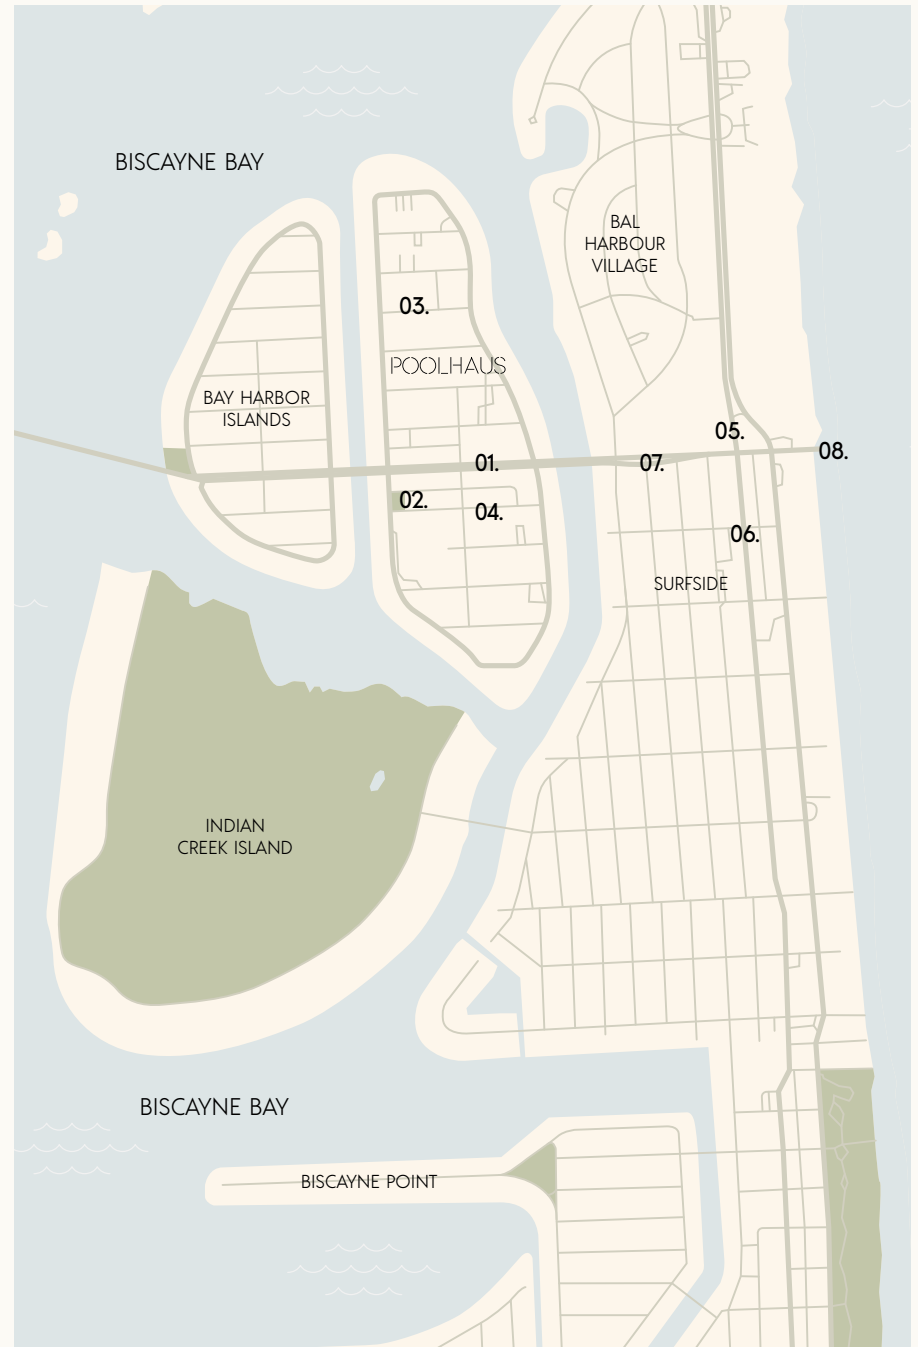 BISCAYNE BAY
BAL
HARBOUR
VILLAGE
03.
POOLHAUS
BAY HARBOR
ISLANDS
05.
08.
01.
07.
02.
04.
06.
SURFSIDE
INDIAN
CREEK ISLAND
BISCAYNE BAY
BISCAYNE POINT